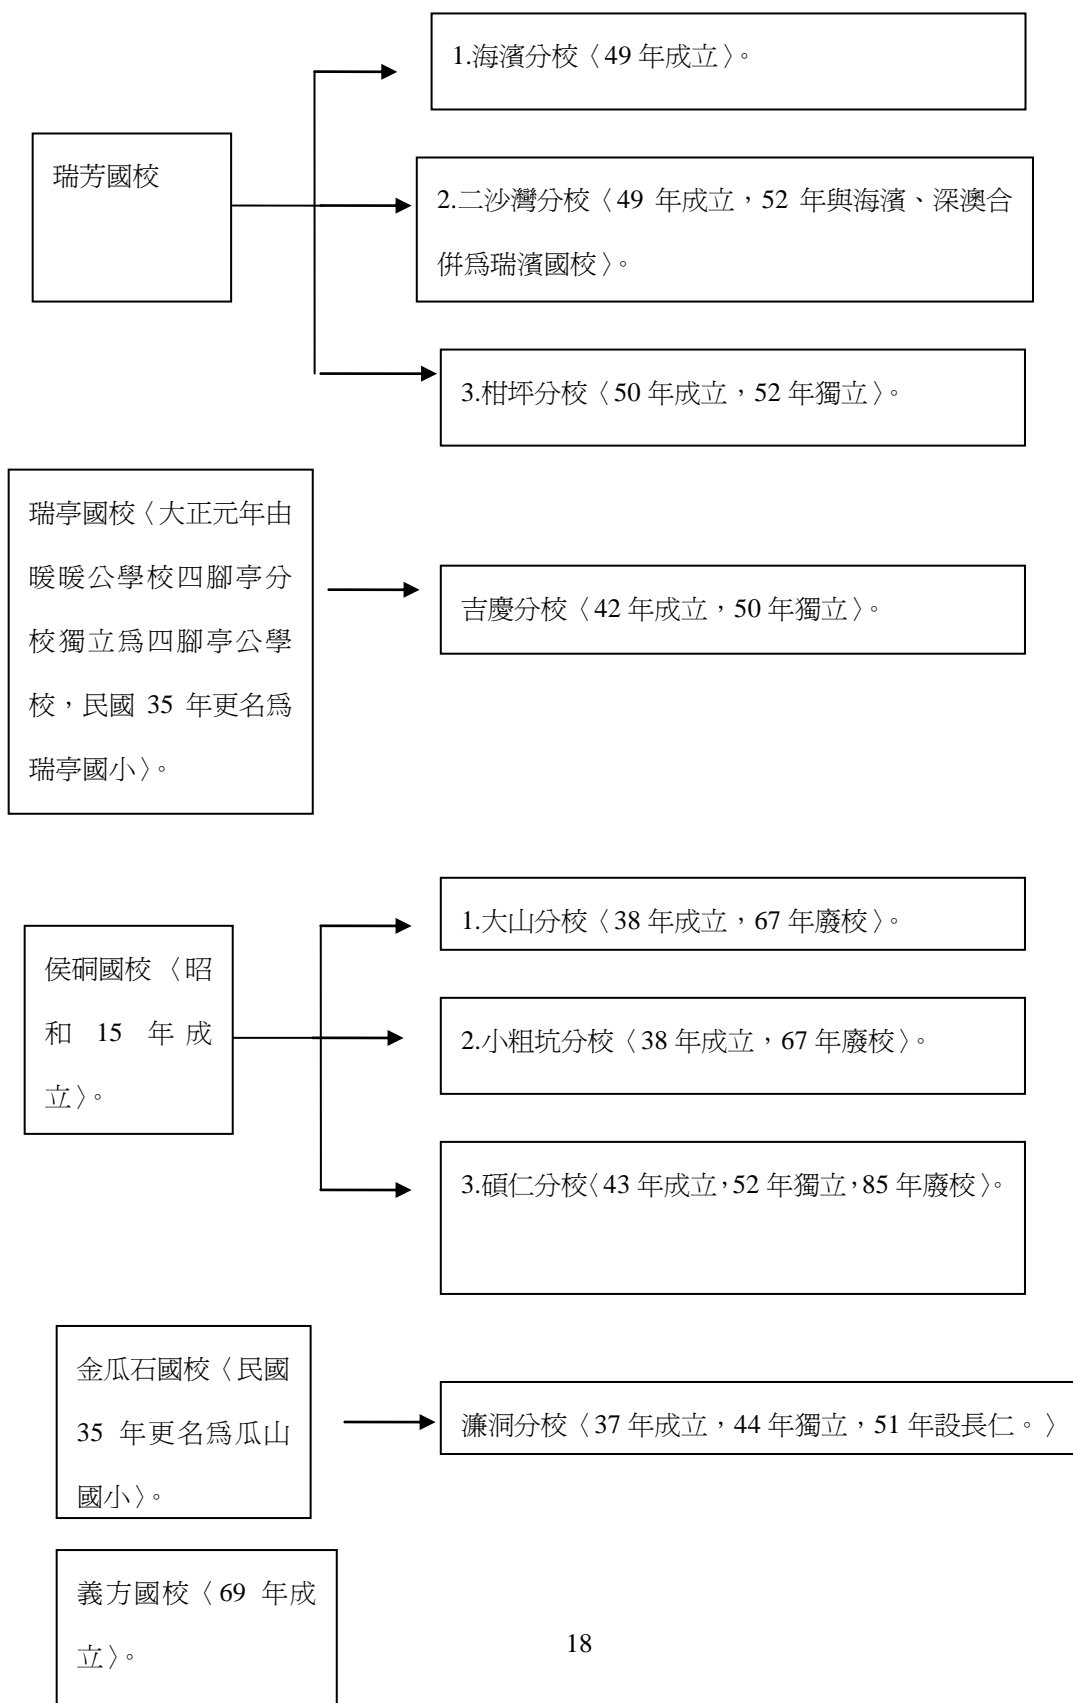 1.海濱分校〈49 年成立〉。
瑞芳國校
2.二沙灣分校〈49 年成立，52 年與海濱、深澳合
併爲瑞濱國校〉。
3.柑坪分校〈50 年成立，52 年獨立〉。
瑞亭國校〈大正元年由
暖暖公學校四腳亭分
校獨立爲四腳亭公學
校，民國 35 年更名爲
瑞亭國小〉。
吉慶分校〈42 年成立，50 年獨立〉。
1.大山分校〈38 年成立，67 年廢校〉。
侯硐國校〈昭
和 15 年成
立〉。
2.小粗坑分校〈38 年成立，67 年廢校〉。
3.碩仁分校〈43 年成立，52 年獨立，85 年廢校〉。
金瓜石國校〈民國
35 年更名爲瓜山
國小〉。
濂洞分校〈37 年成立，44 年獨立，51 年設長仁。〉
義方國校〈69 年成
立〉。
18